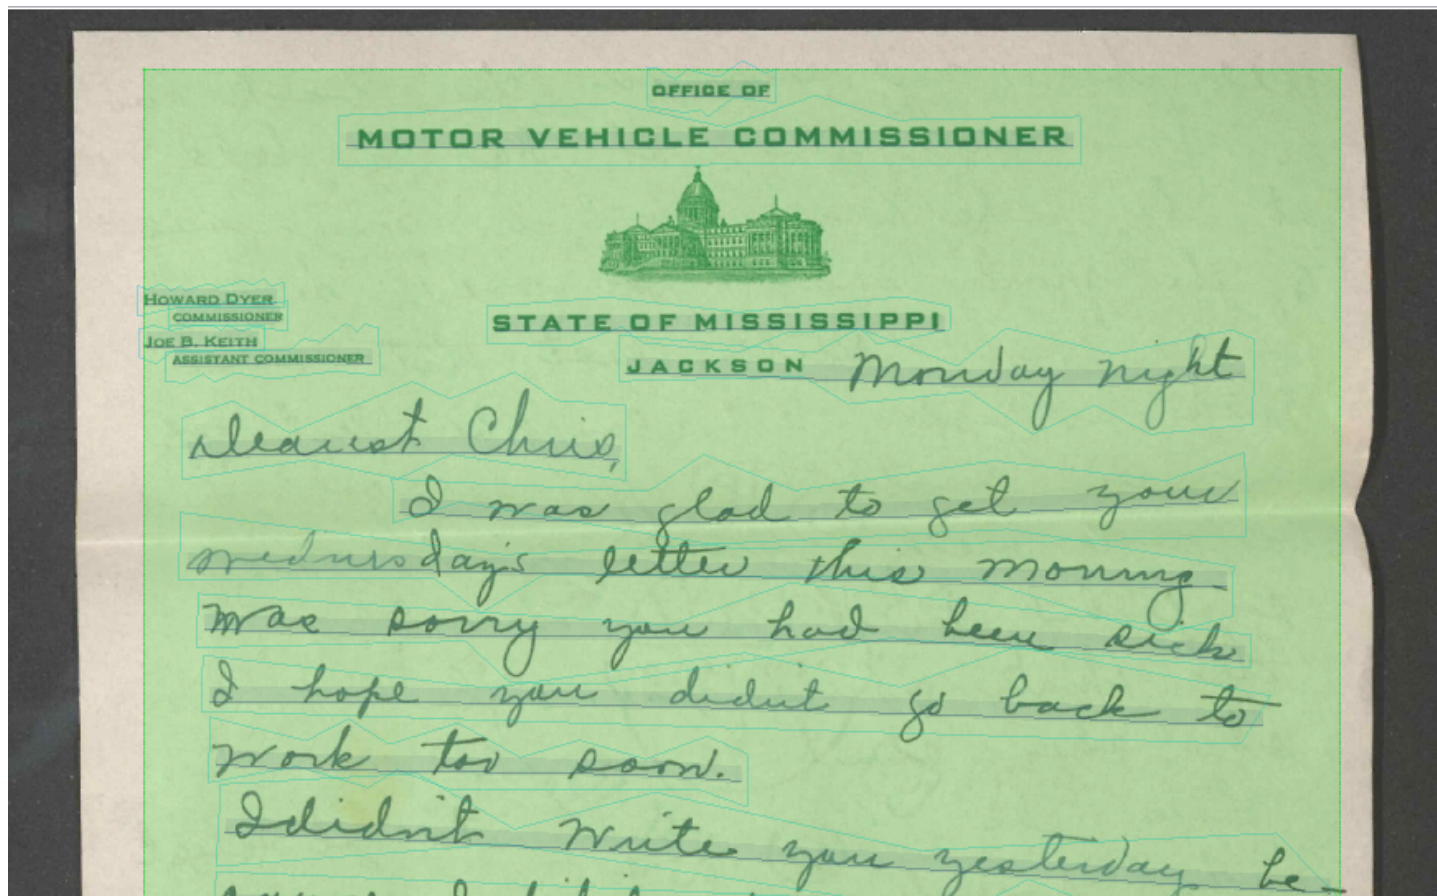 OFFICE OF
MOTOR VEHICLE COMMISSIONER
HOWARD DYER
COMMISSIONER
JOE B. KEITH
ASSISTANT COMMISSIONER
STATE OF MISSISSIPPI
JACKSON Monday night
Dearest Chris,
I was glad to get your
Wednesday's letter this morning
Was sorry you had been sick
I hope you didn't go back to
work too soon.
I didn't write you yesterday be-